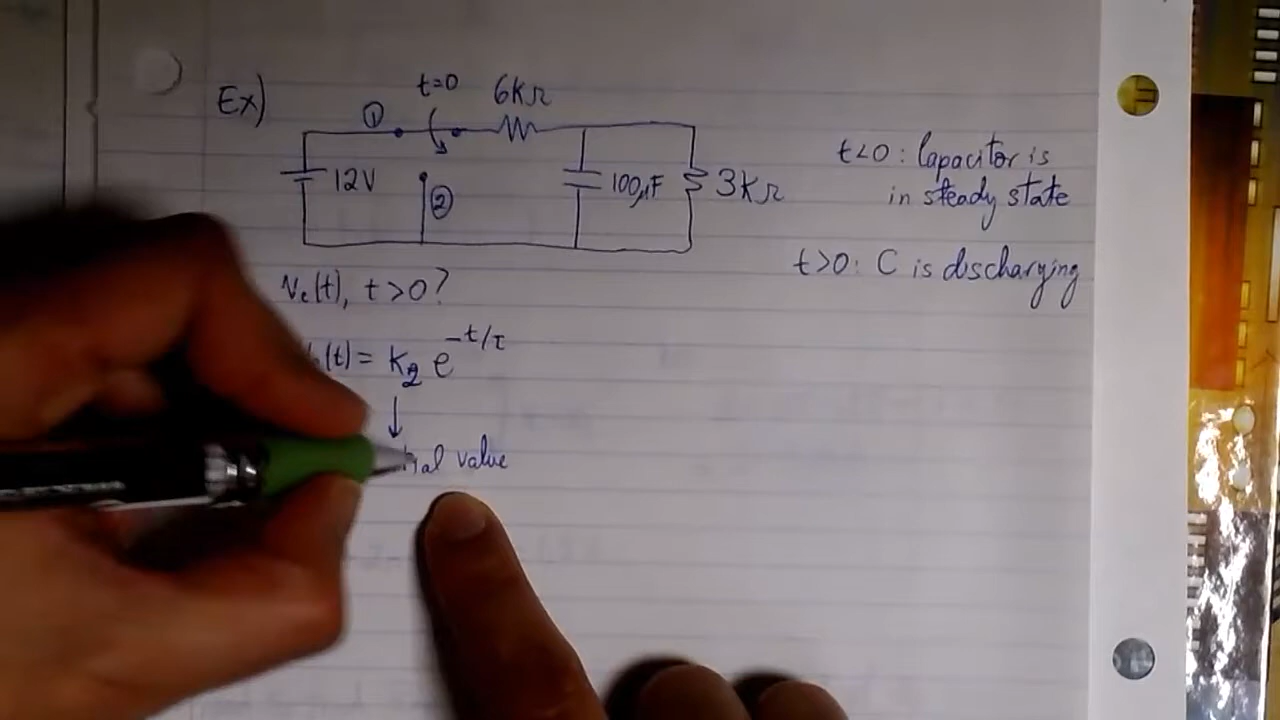 Ex)
t=0
6KΩ
①
12V
②
100μF
3KΩ
t<0: Capacitor is
in steady state
t>0: C is discharging
Vc(t), t>0?
(t) = K2 e^-t/τ
↓
value